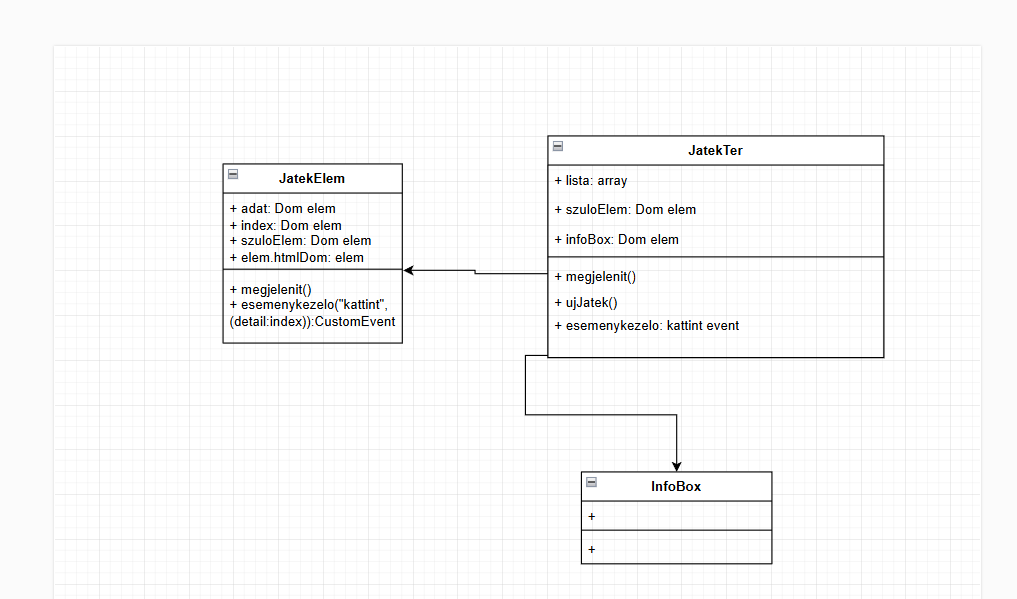 JatekElem
+ adat: Dom elem
+ index: Dom elem
+ szuloElem: Dom elem
+ elem.htmlDom: elem
+ megjelenit()
+ esemenykezelo("kattint",
(detail:index)):CustomEvent
JatekTer
+ lista: array
+ szuloElem: Dom elem
+ infoBox: Dom elem
+ megjelenit()
+ ujJatek()
+ esemenykezelo: kattint event
InfoBox
+
+